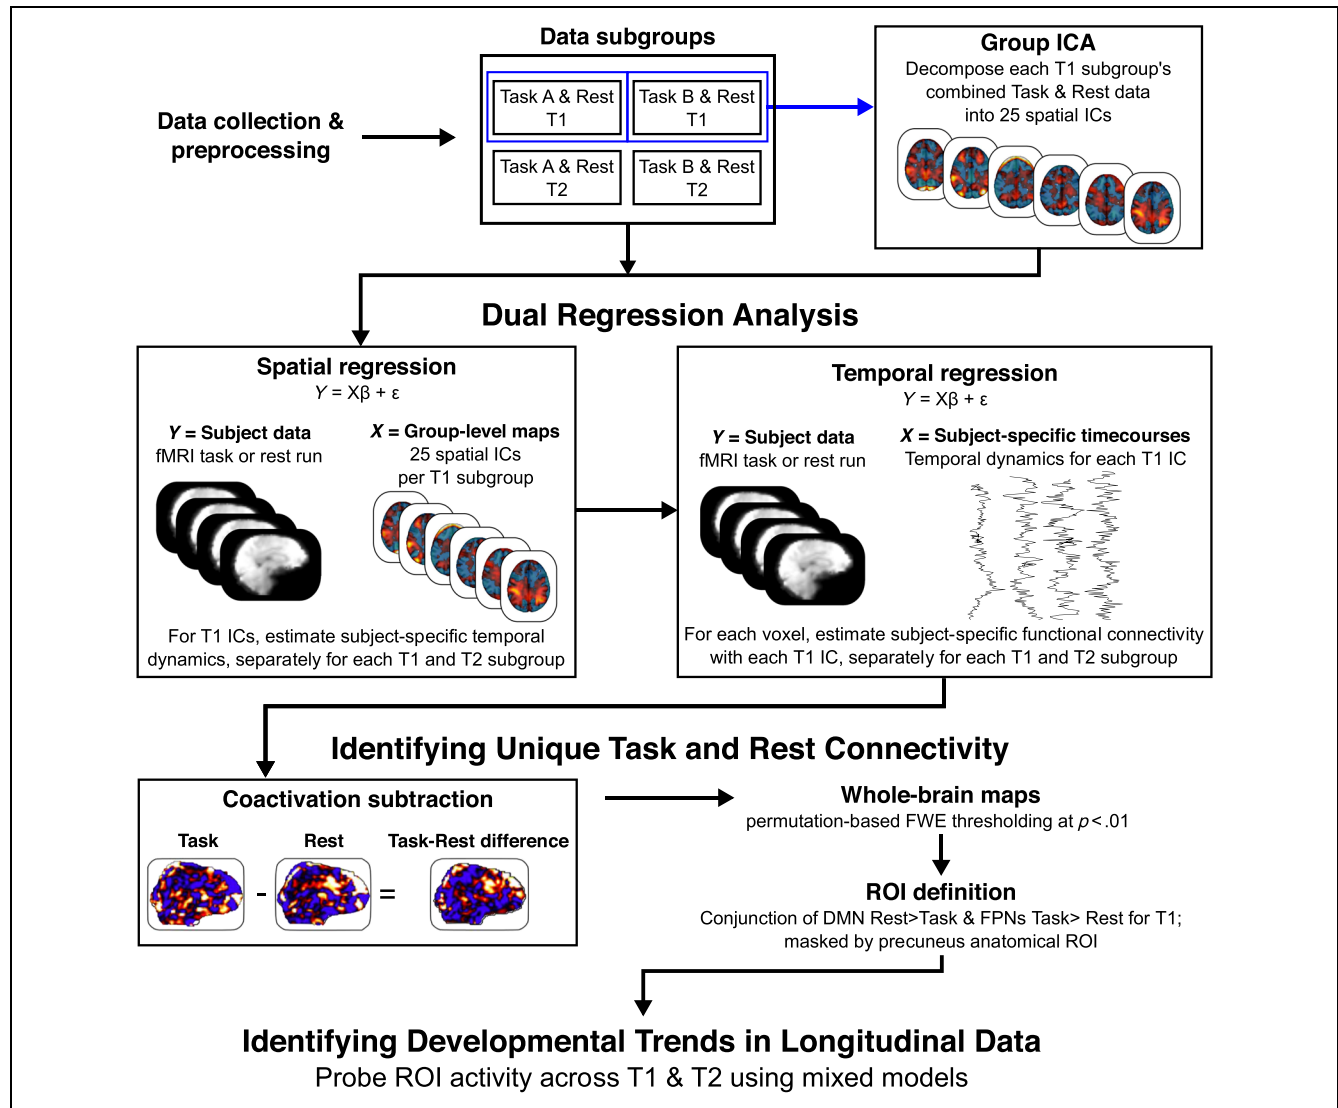 Data subgroups
Data collection &
preprocessing
Task A & Rest
T1
Task B & Rest
T1
Task A & Rest
T2
Task B & Rest
T2
Group ICA
Decompose each T1 subgroup's
combined Task & Rest data
into 25 spatial ICs
Dual Regression Analysis
Spatial regression
Y = Xβ + ε
Y = Subject data
fMRI task or rest run
X = Group-level maps
25 spatial ICs
per T1 subgroup
For T1 ICs, estimate subject-specific temporal
dynamics, separately for each T1 and T2 subgroup
Temporal regression
Y = Xβ + ε
Y = Subject data
fMRI task or rest run
X = Subject-specific timecourses
Temporal dynamics for each T1 IC
For each voxel, estimate subject-specific functional connectivity
with each T1 IC, separately for each T1 and T2 subgroup
Identifying Unique Task and Rest Connectivity
Coactivation subtraction
Task
Rest
Task-Rest difference
- =
Whole-brain maps
permutation-based FWE thresholding at p<.01
ROI definition
Conjunction of DMN Rest>Task & FPNs Task> Rest for T1;
masked by precuneus anatomical ROI
Identifying Developmental Trends in Longitudinal Data
Probe ROI activity across T1 & T2 using mixed models